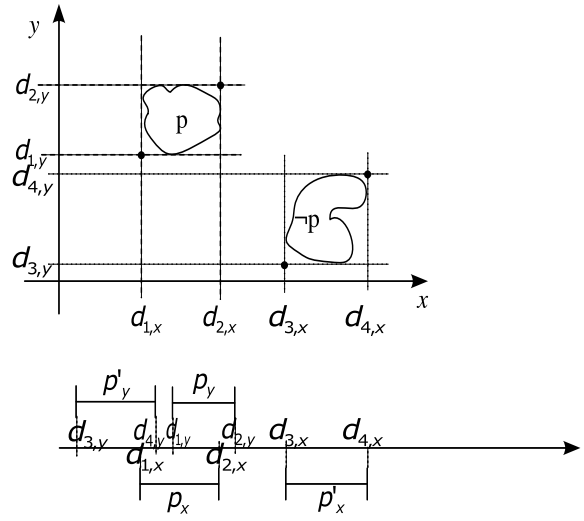 y
d2,y
p
d1,y
d4,y
¬p
d3,y
x
d1,x d2,x d3,x d4,x
p'y py
d3,y d4,y d1,y d2,y d3,x d4,x
d1,x d2,x
px p'x